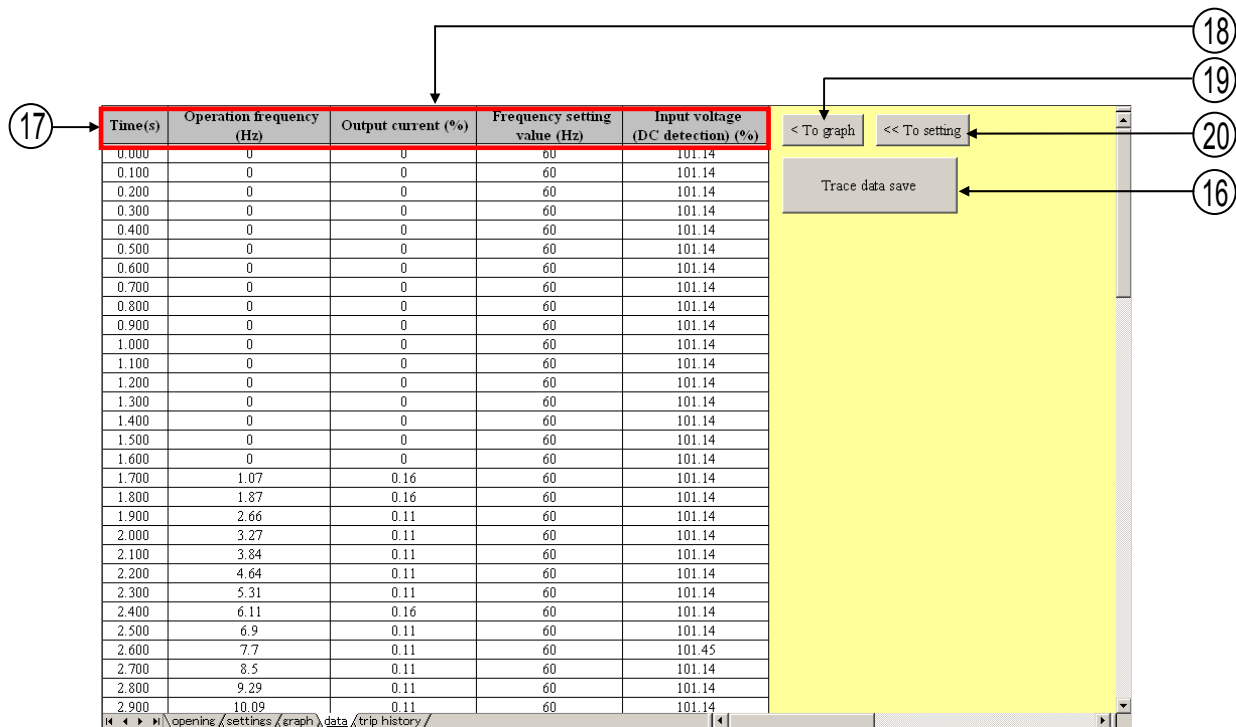 18
19
17
Time(s) Operation frequency (Hz) Output current (%) Frequency setting value (Hz) Input voltage (DC detection) (%)
< To graph << To setting
20
Trace data save
16
0.000 0 0 60 101.14
0.100 0 0 60 101.14
0.200 0 0 60 101.14
0.300 0 0 60 101.14
0.400 0 0 60 101.14
0.500 0 0 60 101.14
0.600 0 0 60 101.14
0.700 0 0 60 101.14
0.800 0 0 60 101.14
0.900 0 0 60 101.14
1.000 0 0 60 101.14
1.100 0 0 60 101.14
1.200 0 0 60 101.14
1.300 0 0 60 101.14
1.400 0 0 60 101.14
1.500 0 0 60 101.14
1.600 0 0 60 101.14
1.700 1.07 0.16 60 101.14
1.800 1.87 0.16 60 101.14
1.900 2.66 0.11 60 101.14
2.000 3.27 0.11 60 101.14
2.100 3.84 0.11 60 101.14
2.200 4.64 0.11 60 101.14
2.300 5.31 0.11 60 101.14
2.400 6.11 0.16 60 101.14
2.500 6.9 0.11 60 101.14
2.600 7.7 0.11 60 101.45
2.700 8.5 0.11 60 101.14
2.800 9.29 0.11 60 101.14
2.900 10.09 0.11 60 101.14
opening settings graph data trip history